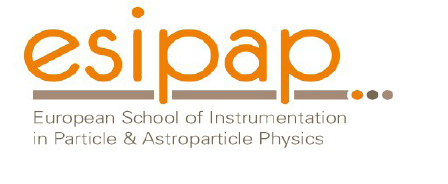 esipap
European School of Instrumentation
in Particle & Astroparticle Physics